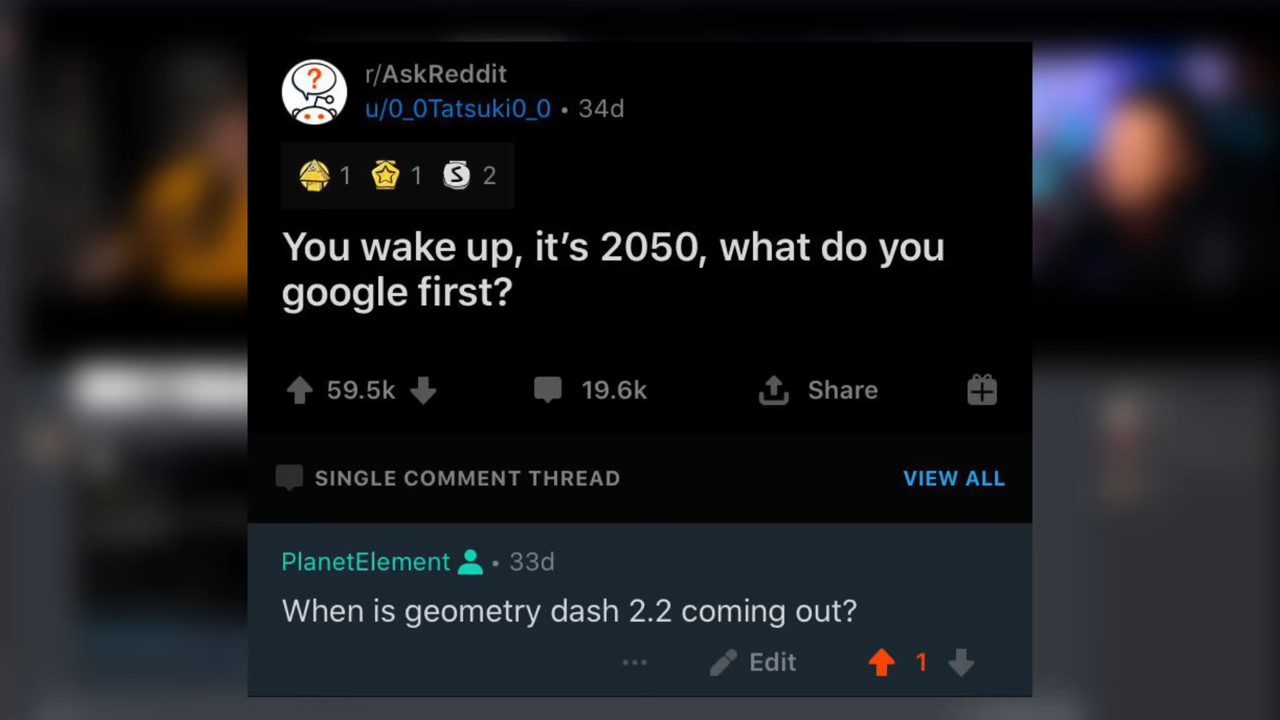 r/AskReddit
u/0_0Tatsuki0_0 • 34d
1 1 S 2
You wake up, it's 2050, what do you
google first?
59.5k 19.6k Share
SINGLE COMMENT THREAD VIEW ALL
PlanetElement • 33d
When is geometry dash 2.2 coming out?
... Edit 1